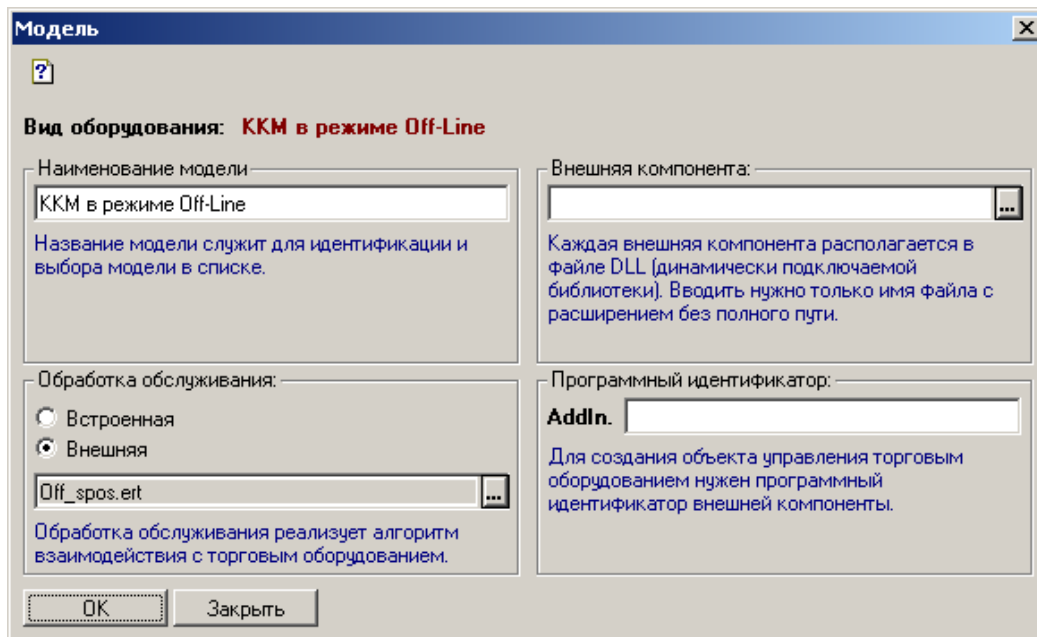 Модель
Вид оборудования: ККМ в режиме Off-Line
Наименование модели
ККМ в режиме Off-Line
Название модели служит для идентификации и
выбора модели в списке.
Внешняя компонента:
...
Каждая внешняя компонента располагается в
файле DLL (динамически подключаемой
библиотеки). Вводить нужно только имя файла с
расширением без полного пути.
Обработка обслуживания:
Встроенная
Внешняя
Off_spos.ert
...
Обработка обслуживания реализует алгоритм
взаимодействия с торговым оборудованием.
Программный идентификатор:
AddIn.
Для создания объекта управления торговым
оборудованием нужен программный
идентификатор внешней компоненты.
OK
Закрыть